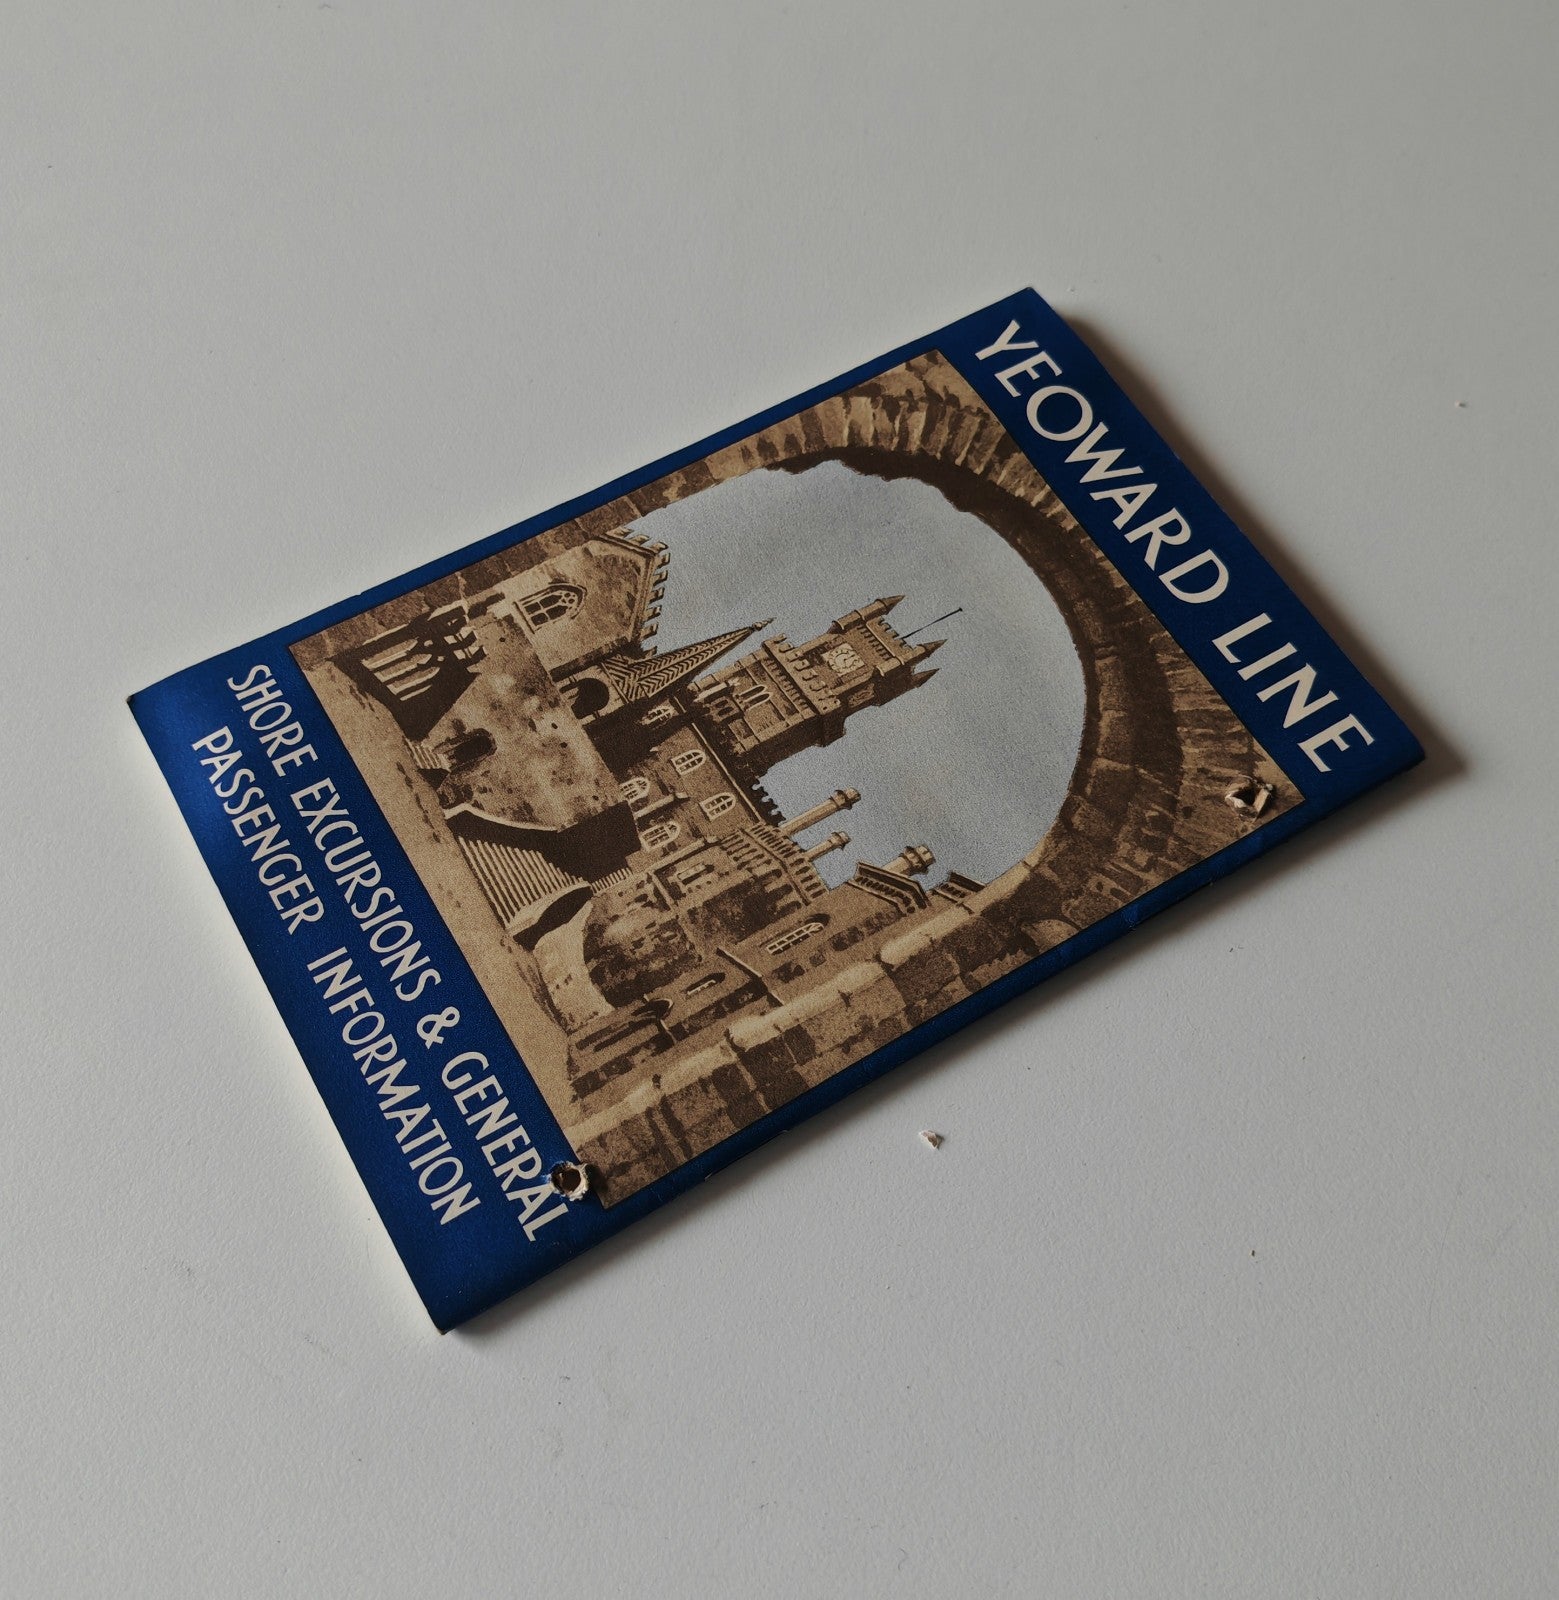 YEOWARD LINE
SHORE EXCURSIONS & GENERAL
PASSENGER INFORMATION